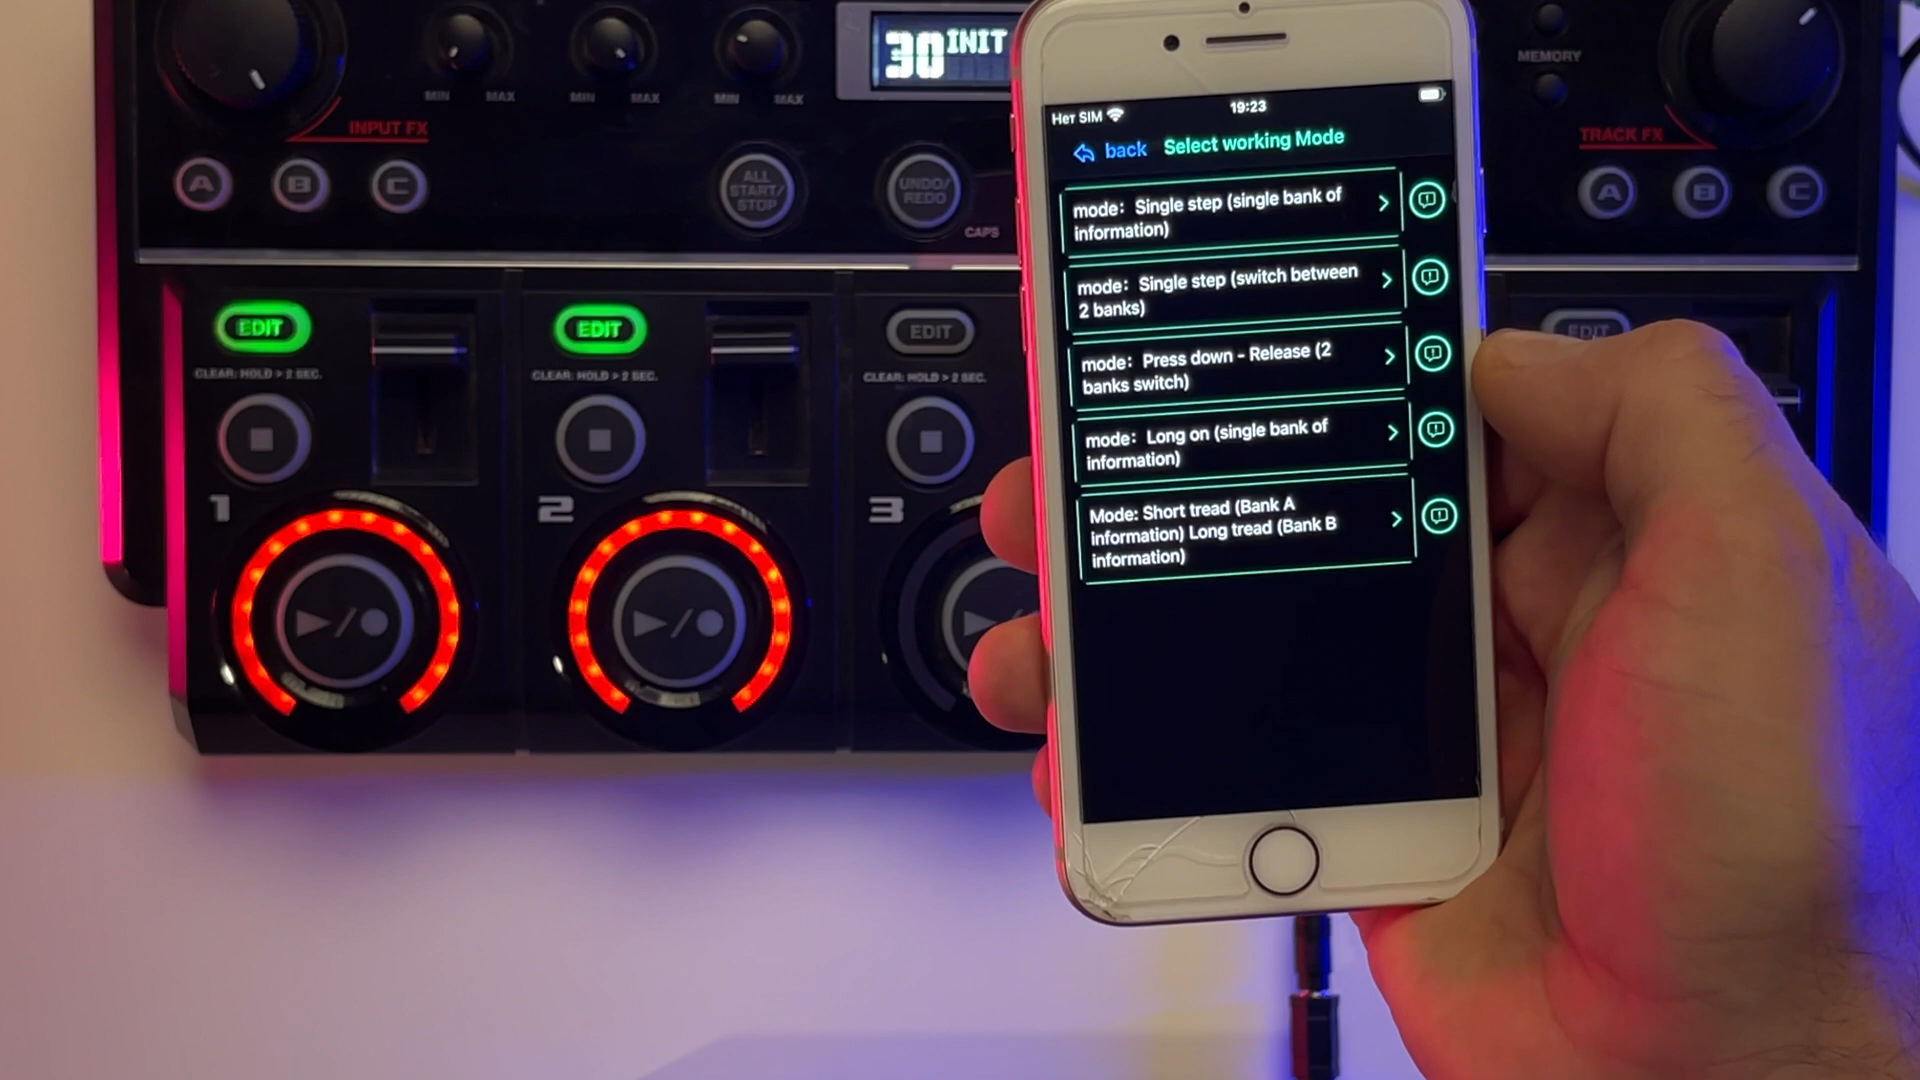 30 INIT
MEMORY
MIN MAX
MIN MAX
MIN MAX
INPUT FX
TRACK FX
A B C
ALL
START/
STOP
UNDO/
REDO
CAPS
A B C
EDIT
EDIT
EDIT
EDIT
CLEAR: HOLD > 2 SEC.
CLEAR: HOLD > 2 SEC.
CLEAR: HOLD > 2 SEC.
1
2
3
Нет SIM
19:23
back
Select working Mode
mode: Single step (single bank of
information)
mode: Single step (switch between
2 banks)
mode: Press down - Release (2
banks switch)
mode: Long on (single bank of
information)
Mode: Short tread (Bank A
information) Long tread (Bank B
information)